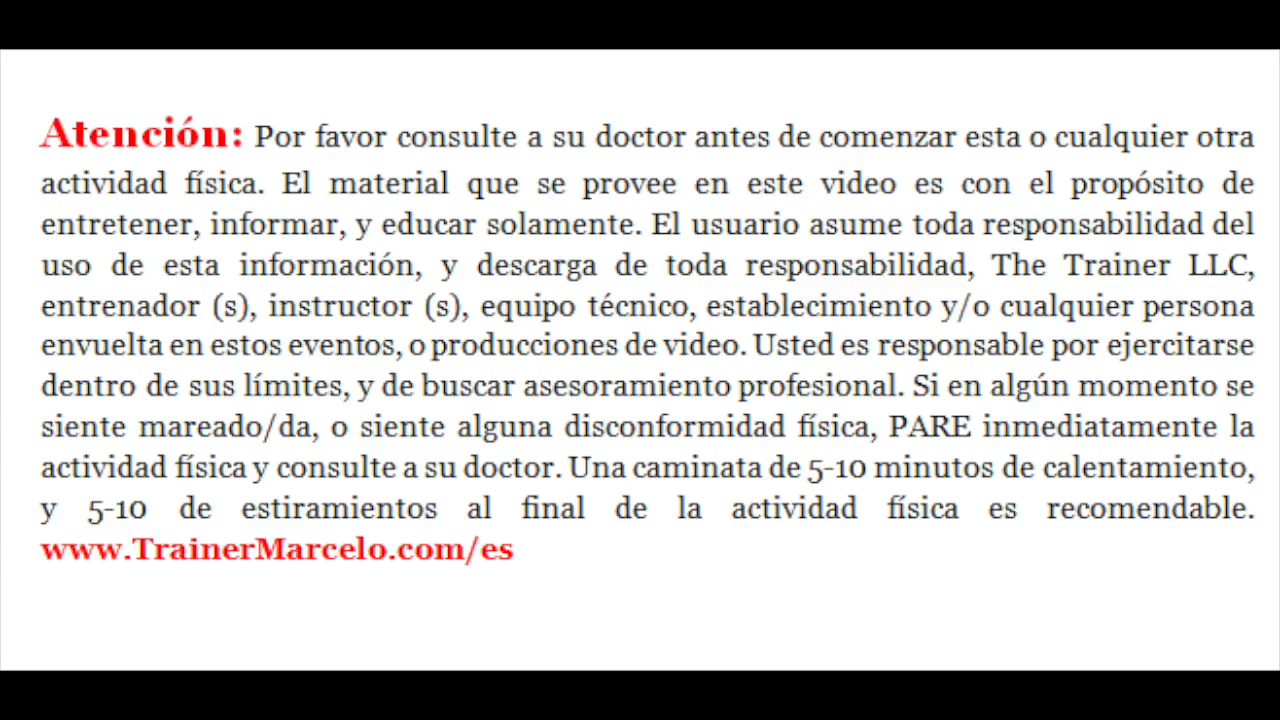 Atención: Por favor consulte a su doctor antes de comenzar esta o cualquier otra
actividad física. El material que se provee en este video es con el propósito de
entretener, informar, y educar solamente. El usuario asume toda responsabilidad del
uso de esta información, y descarga de toda responsabilidad, The Trainer LLC,
entrenador (s), instructor (s), equipo técnico, establecimiento y/o cualquier persona
envuelta en estos eventos, o producciones de video. Usted es responsable por ejercitarse
dentro de sus límites, y de buscar asesoramiento profesional. Si en algún momento se
siente mareado/da, o siente alguna disconformidad física, PARE inmediatamente la
actividad física y consulte a su doctor. Una caminata de 5-10 minutos de calentamiento,
y 5-10 de estiramientos al final de la actividad física es recomendable.
www.TrainerMarcelo.com/es